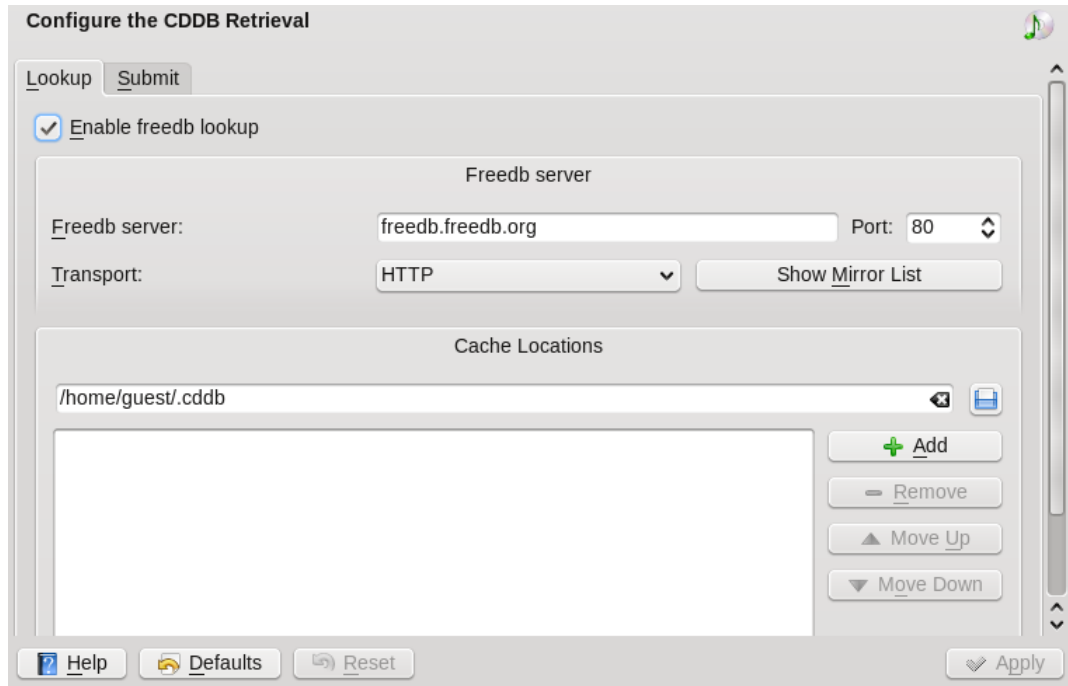 Configure the CDDB Retrieval
Lookup Submit
Enable freedb lookup
Freedb server
Freedb server: freedb.freedb.org Port: 80
Transport: HTTP Show Mirror List
Cache Locations
/home/guest/.cddb
Add
Remove
Move Up
Move Down
Help Defaults Reset Apply